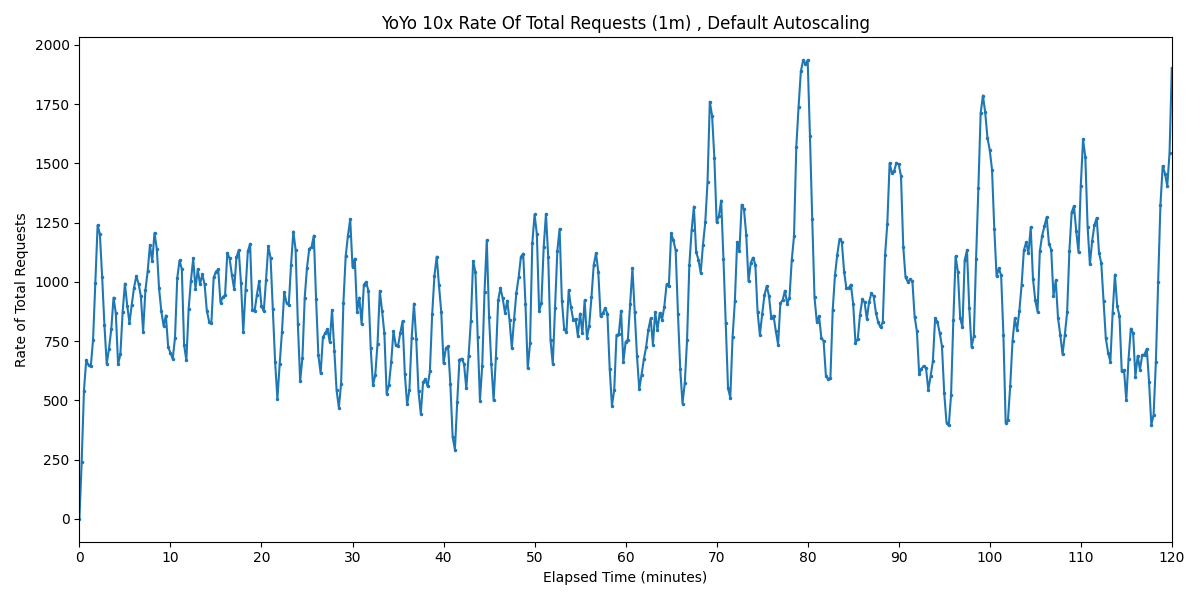 YoYo 10x Rate Of Total Requests (1m) , Default Autoscaling
Rate of Total Requests
2000
1750
1500
1250
1000
750
500
250
0
0 10 20 30 40 50 60 70 80 90 100 110 120
Elapsed Time (minutes)